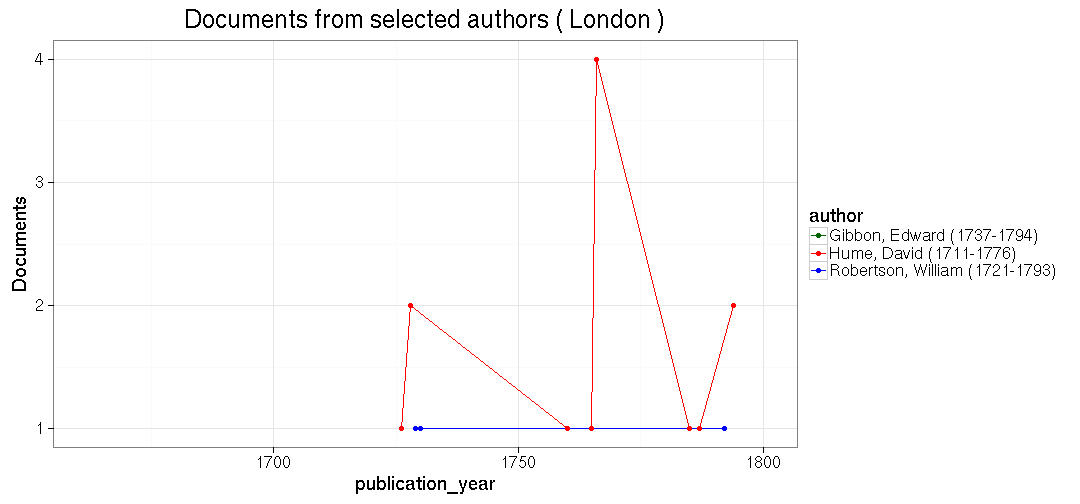 Documents from selected authors ( London )
4
3
2
1
Documents
1700
1750
1800
publication_year
author
Gibbon, Edward (1737-1794)
Hume, David (1711-1776)
Robertson, William (1721-1793)